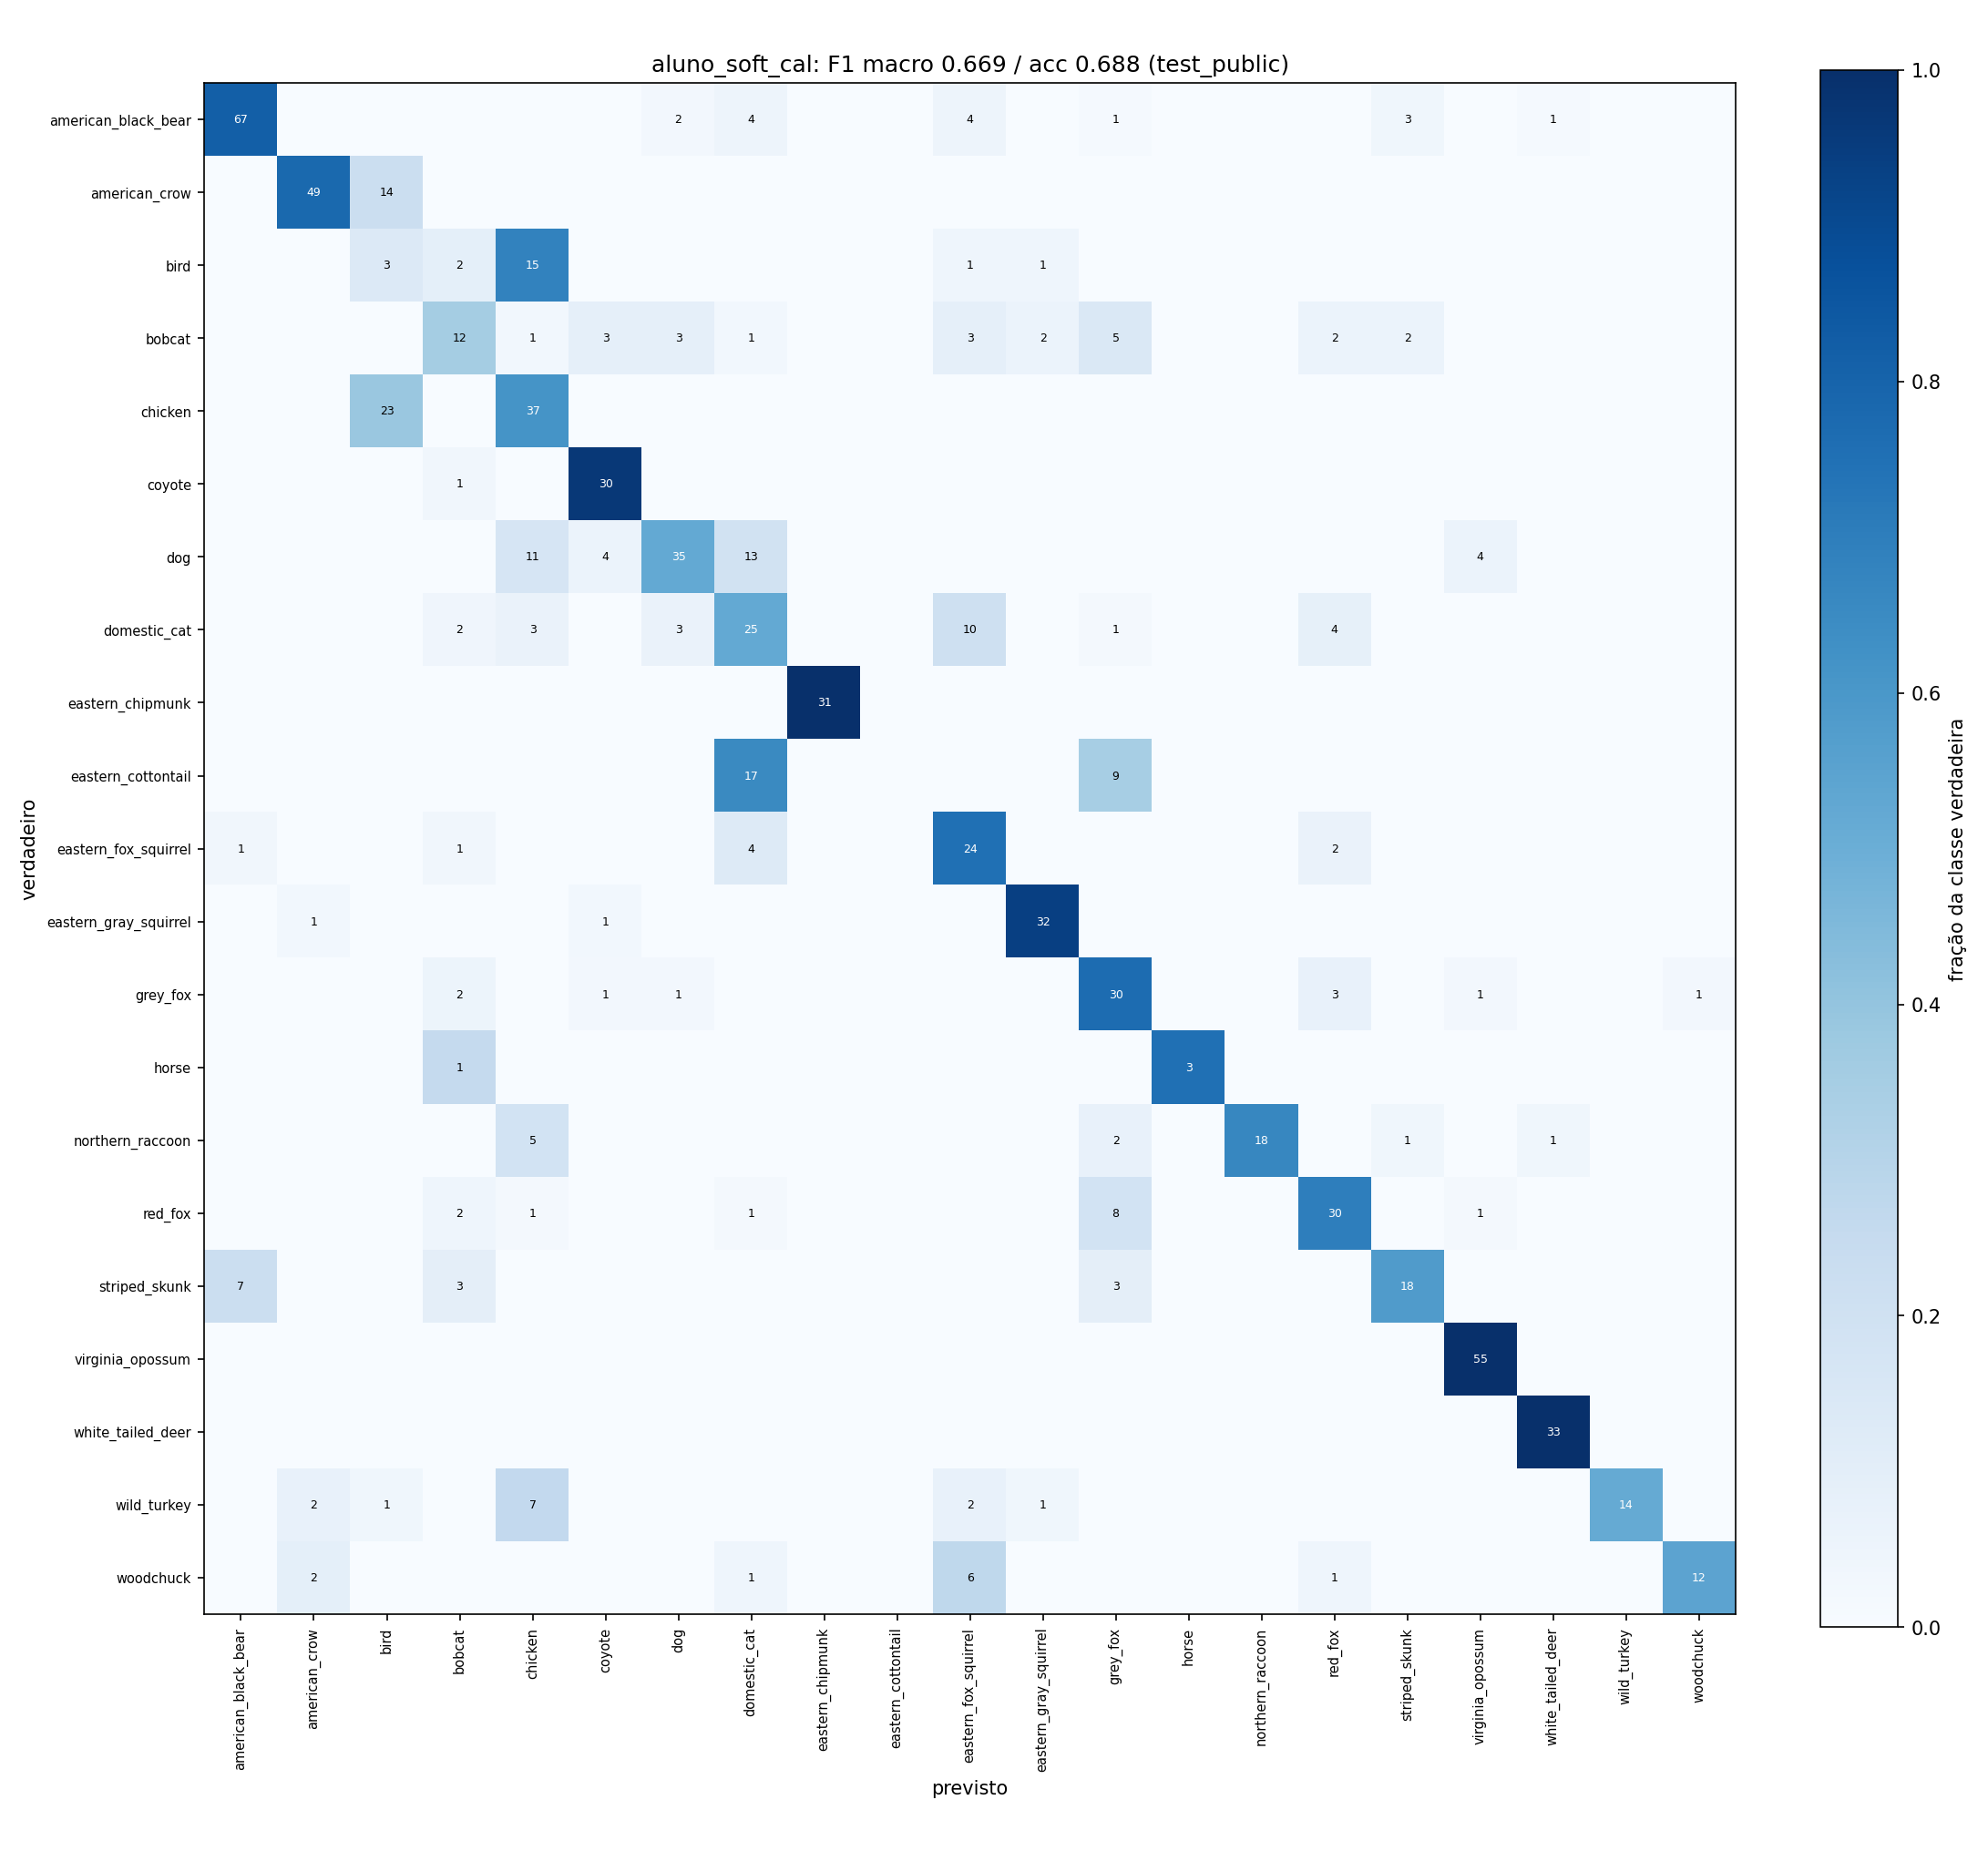 aluno_soft_cal: F1 macro 0.669 / acc 0.688 (test_public)
american_black_bear 67 2 4 4 1 3 1
american_crow 49 14
bird 3 2 15 1 1
bobcat 12 1 3 3 1 3 2 5 2 2
chicken 23 37
coyote 1 30
dog 11 4 35 13 4
domestic_cat 2 3 3 25 10 1 4
eastern_chipmunk 31
eastern_cottontail 17 9
eastern_fox_squirrel 1 1 4 24 2
eastern_gray_squirrel 1 1 32
grey_fox 2 1 1 30 3 1 1
horse 1 3
northern_raccoon 5 2 18 1 1
red_fox 2 1 1 8 30 1
striped_skunk 7 3 3 18
virginia_opossum 55
white_tailed_deer 33
wild_turkey 2 1 7 2 1 14
woodchuck 2 1 6 1 12
verdadeiro
american_black_bear
american_crow
bird
bobcat
chicken
coyote
dog
domestic_cat
eastern_chipmunk
eastern_cottontail
eastern_fox_squirrel
eastern_gray_squirrel
grey_fox
horse
northern_raccoon
red_fox
striped_skunk
virginia_opossum
white_tailed_deer
wild_turkey
woodchuck
previsto
1.0
0.8
0.6
0.4
0.2
0.0
fração da classe verdadeira